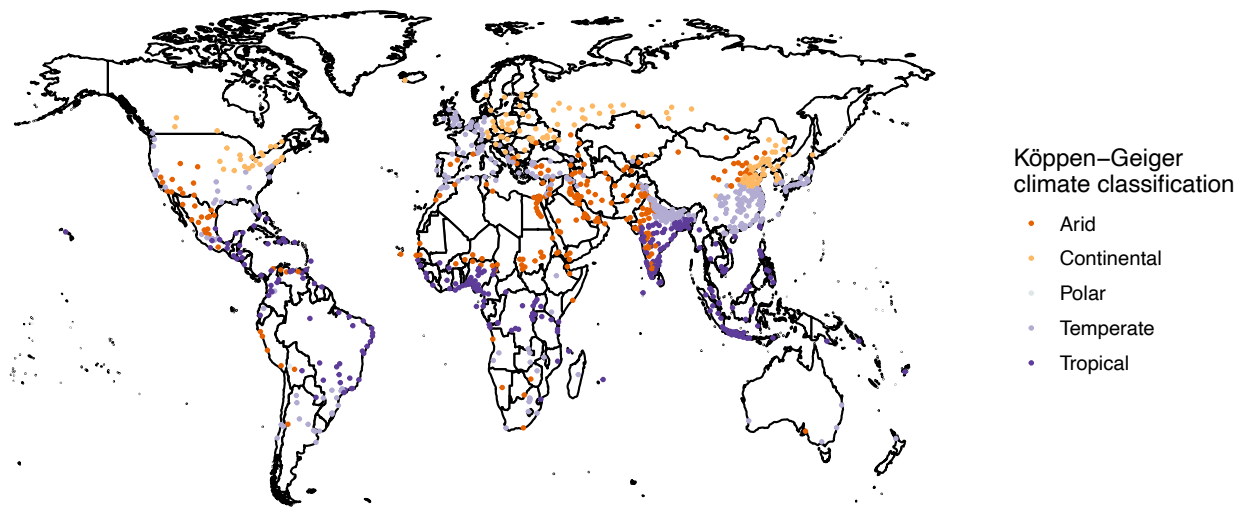 Köppen−Geiger
climate classification
Arid
Continental
Polar
Temperate
Tropical